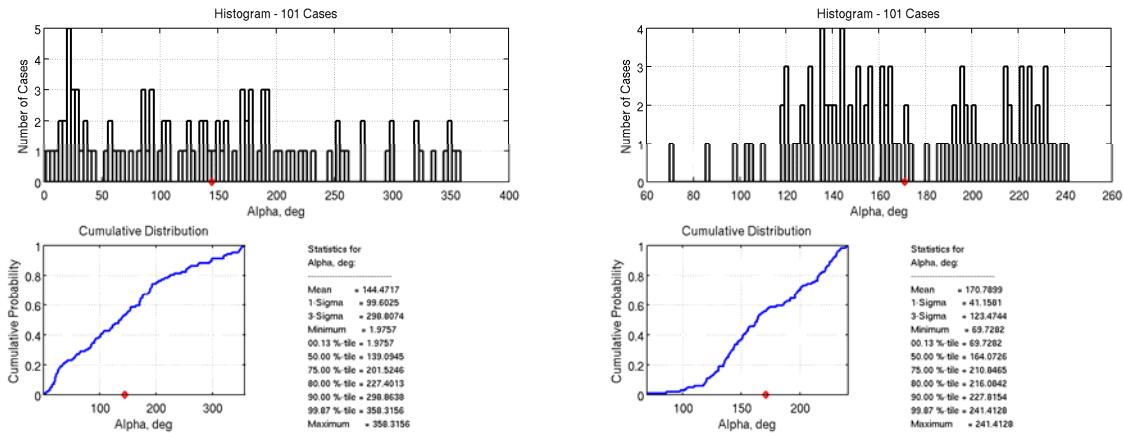 Histogram - 101 Cases
5
4
3
2
1
0
Number of Cases
0 50 100 150 200 250 300 350 400
Alpha, deg
Cumulative Distribution
1
0.8
0.6
0.4
0.2
0
Cumulative Probability
100 200 300
Alpha, deg
Statistics for
Alpha, deg:
-------------------------
Mean = 144.4717
1-Sigma = 99.6025
3-Sigma = 298.8074
Minimum = 1.9757
00.13 %-tile = 1.9757
50.00 %-tile = 139.0945
75.00 %-tile = 201.5246
80.00 %-tile = 227.4013
90.00 %-tile = 298.8638
99.87 %-tile = 358.3156
Maximum = 358.3156
Histogram - 101 Cases
4
3
2
1
0
Number of Cases
60 80 100 120 140 160 180 200 220 240 260
Alpha, deg
Cumulative Distribution
1
0.8
0.6
0.4
0.2
0
Cumulative Probability
100 150 200
Alpha, deg
Statistics for
Alpha, deg:
-------------------------
Mean = 170.7899
1-Sigma = 41.1581
3-Sigma = 123.4744
Minimum = 69.7282
00.13 %-tile = 69.7282
50.00 %-tile = 164.0726
75.00 %-tile = 210.8465
80.00 %-tile = 216.0842
90.00 %-tile = 227.8154
99.87 %-tile = 241.4128
Maximum = 241.4128